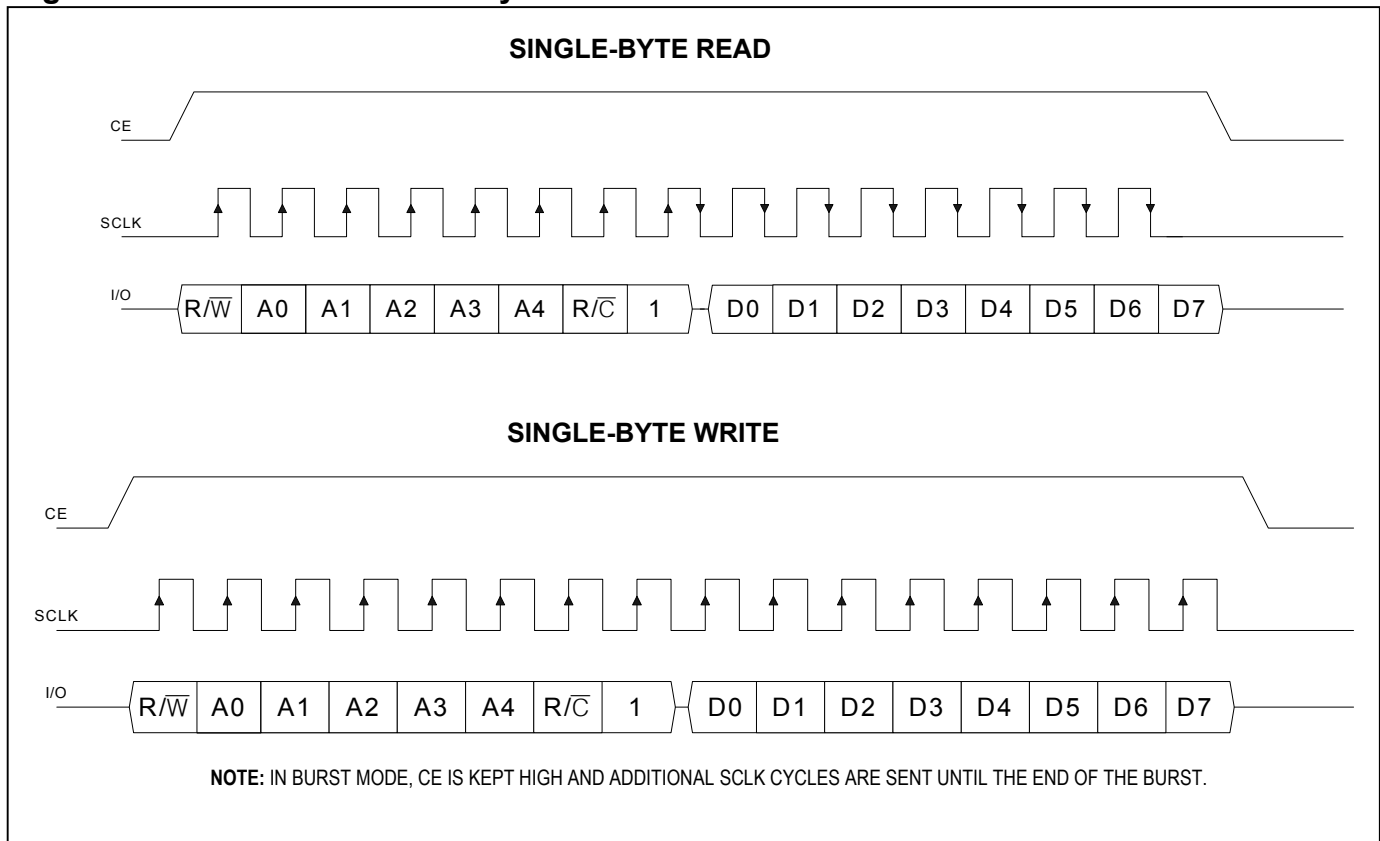 SINGLE-BYTE READ
CE
SCLK
I/O R/W̅ A0 A1 A2 A3 A4 R/C̅ 1 D0 D1 D2 D3 D4 D5 D6 D7
SINGLE-BYTE WRITE
CE
SCLK
I/O R/W̅ A0 A1 A2 A3 A4 R/C̅ 1 D0 D1 D2 D3 D4 D5 D6 D7
NOTE: IN BURST MODE, CE IS KEPT HIGH AND ADDITIONAL SCLK CYCLES ARE SENT UNTIL THE END OF THE BURST.